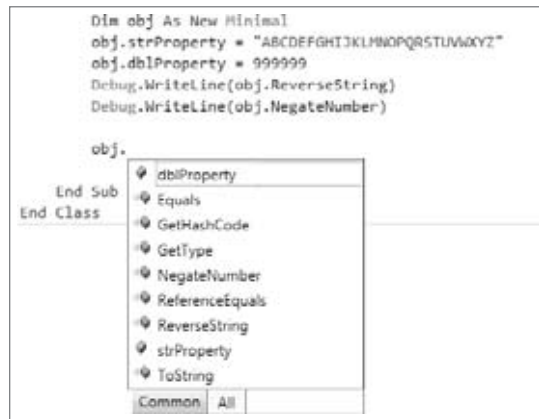 Dim obj As New Minimal
obj.strProperty = "ABCDEFGHIJKLMNOPQRSTUVWXYZ"
obj.dblProperty = 999999
Debug.WriteLine(obj.ReverseString)
Debug.WriteLine(obj.NegateNumber)
obj.
dblProperty
End Sub
Equals
End Class
GetHashCode
GetType
NegateNumber
ReferenceEquals
ReverseString
strProperty
ToString
Common All